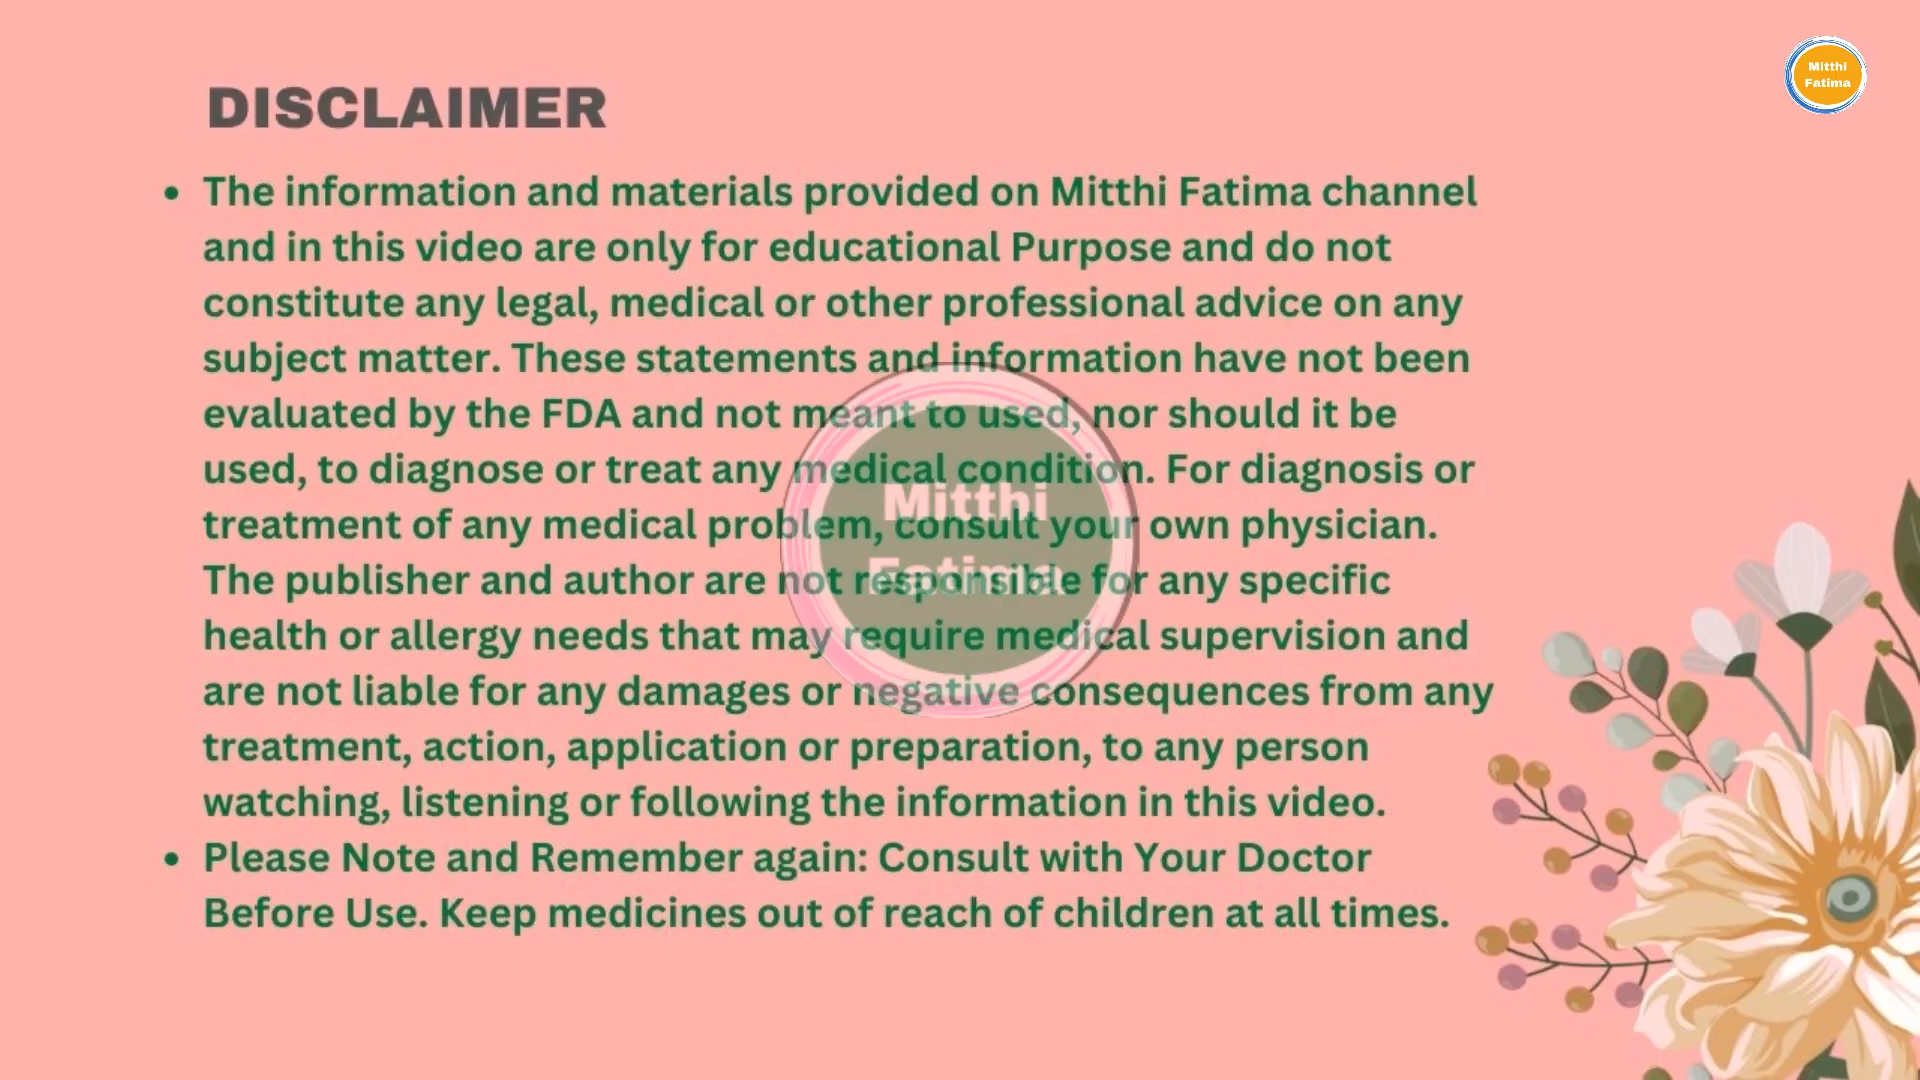 Mitthi
Fatima
DISCLAIMER
• The information and materials provided on Mitthi Fatima channel
and in this video are only for educational Purpose and do not
constitute any legal, medical or other professional advice on any
subject matter. These statements and information have not been
evaluated by the FDA and not meant to used, nor should it be
used, to diagnose or treat any medical condition. For diagnosis or
treatment of any medical problem, consult your own physician.
The publisher and author are not responsible for any specific
health or allergy needs that may require medical supervision and
are not liable for any damages or negative consequences from any
treatment, action, application or preparation, to any person
watching, listening or following the information in this video.
• Please Note and Remember again: Consult with Your Doctor
Before Use. Keep medicines out of reach of children at all times.
Mitthi
Fatima